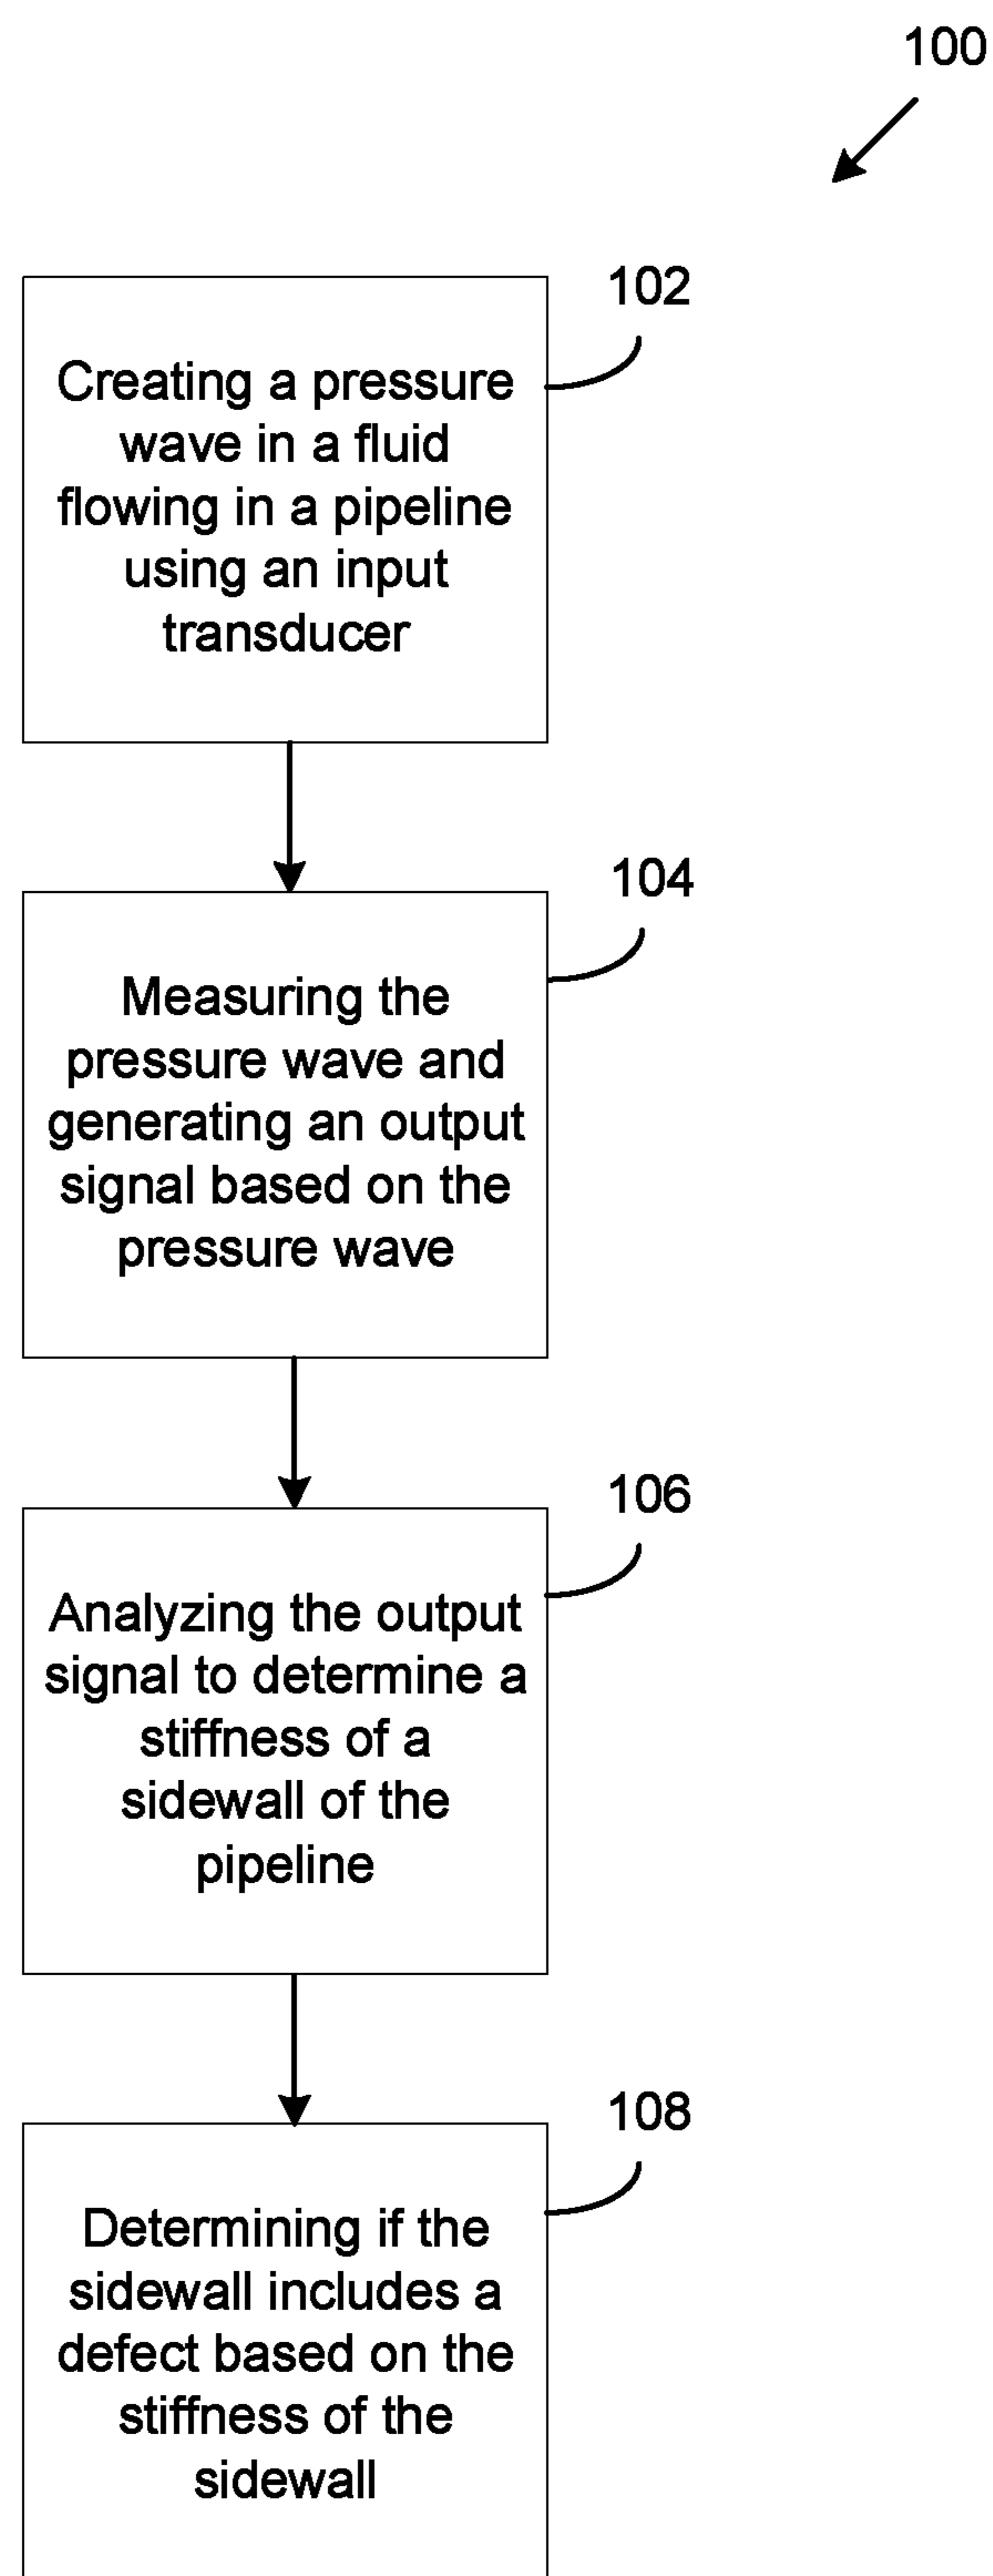 100
102
Creating a pressure
wave in a fluid
flowing in a pipeline
using an input
transducer
104
Measuring the
pressure wave and
generating an output
signal based on the
pressure wave
106
Analyzing the output
signal to determine a
stiffness of a
sidewall of the
pipeline
108
Determining if the
sidewall includes a
defect based on the
stiffness of the
sidewall